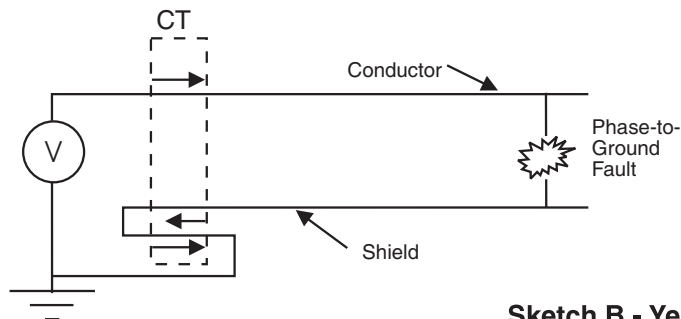 CT
Conductor
V
Phase-to-
Ground
Fault
Shield
Sketch B - Ye